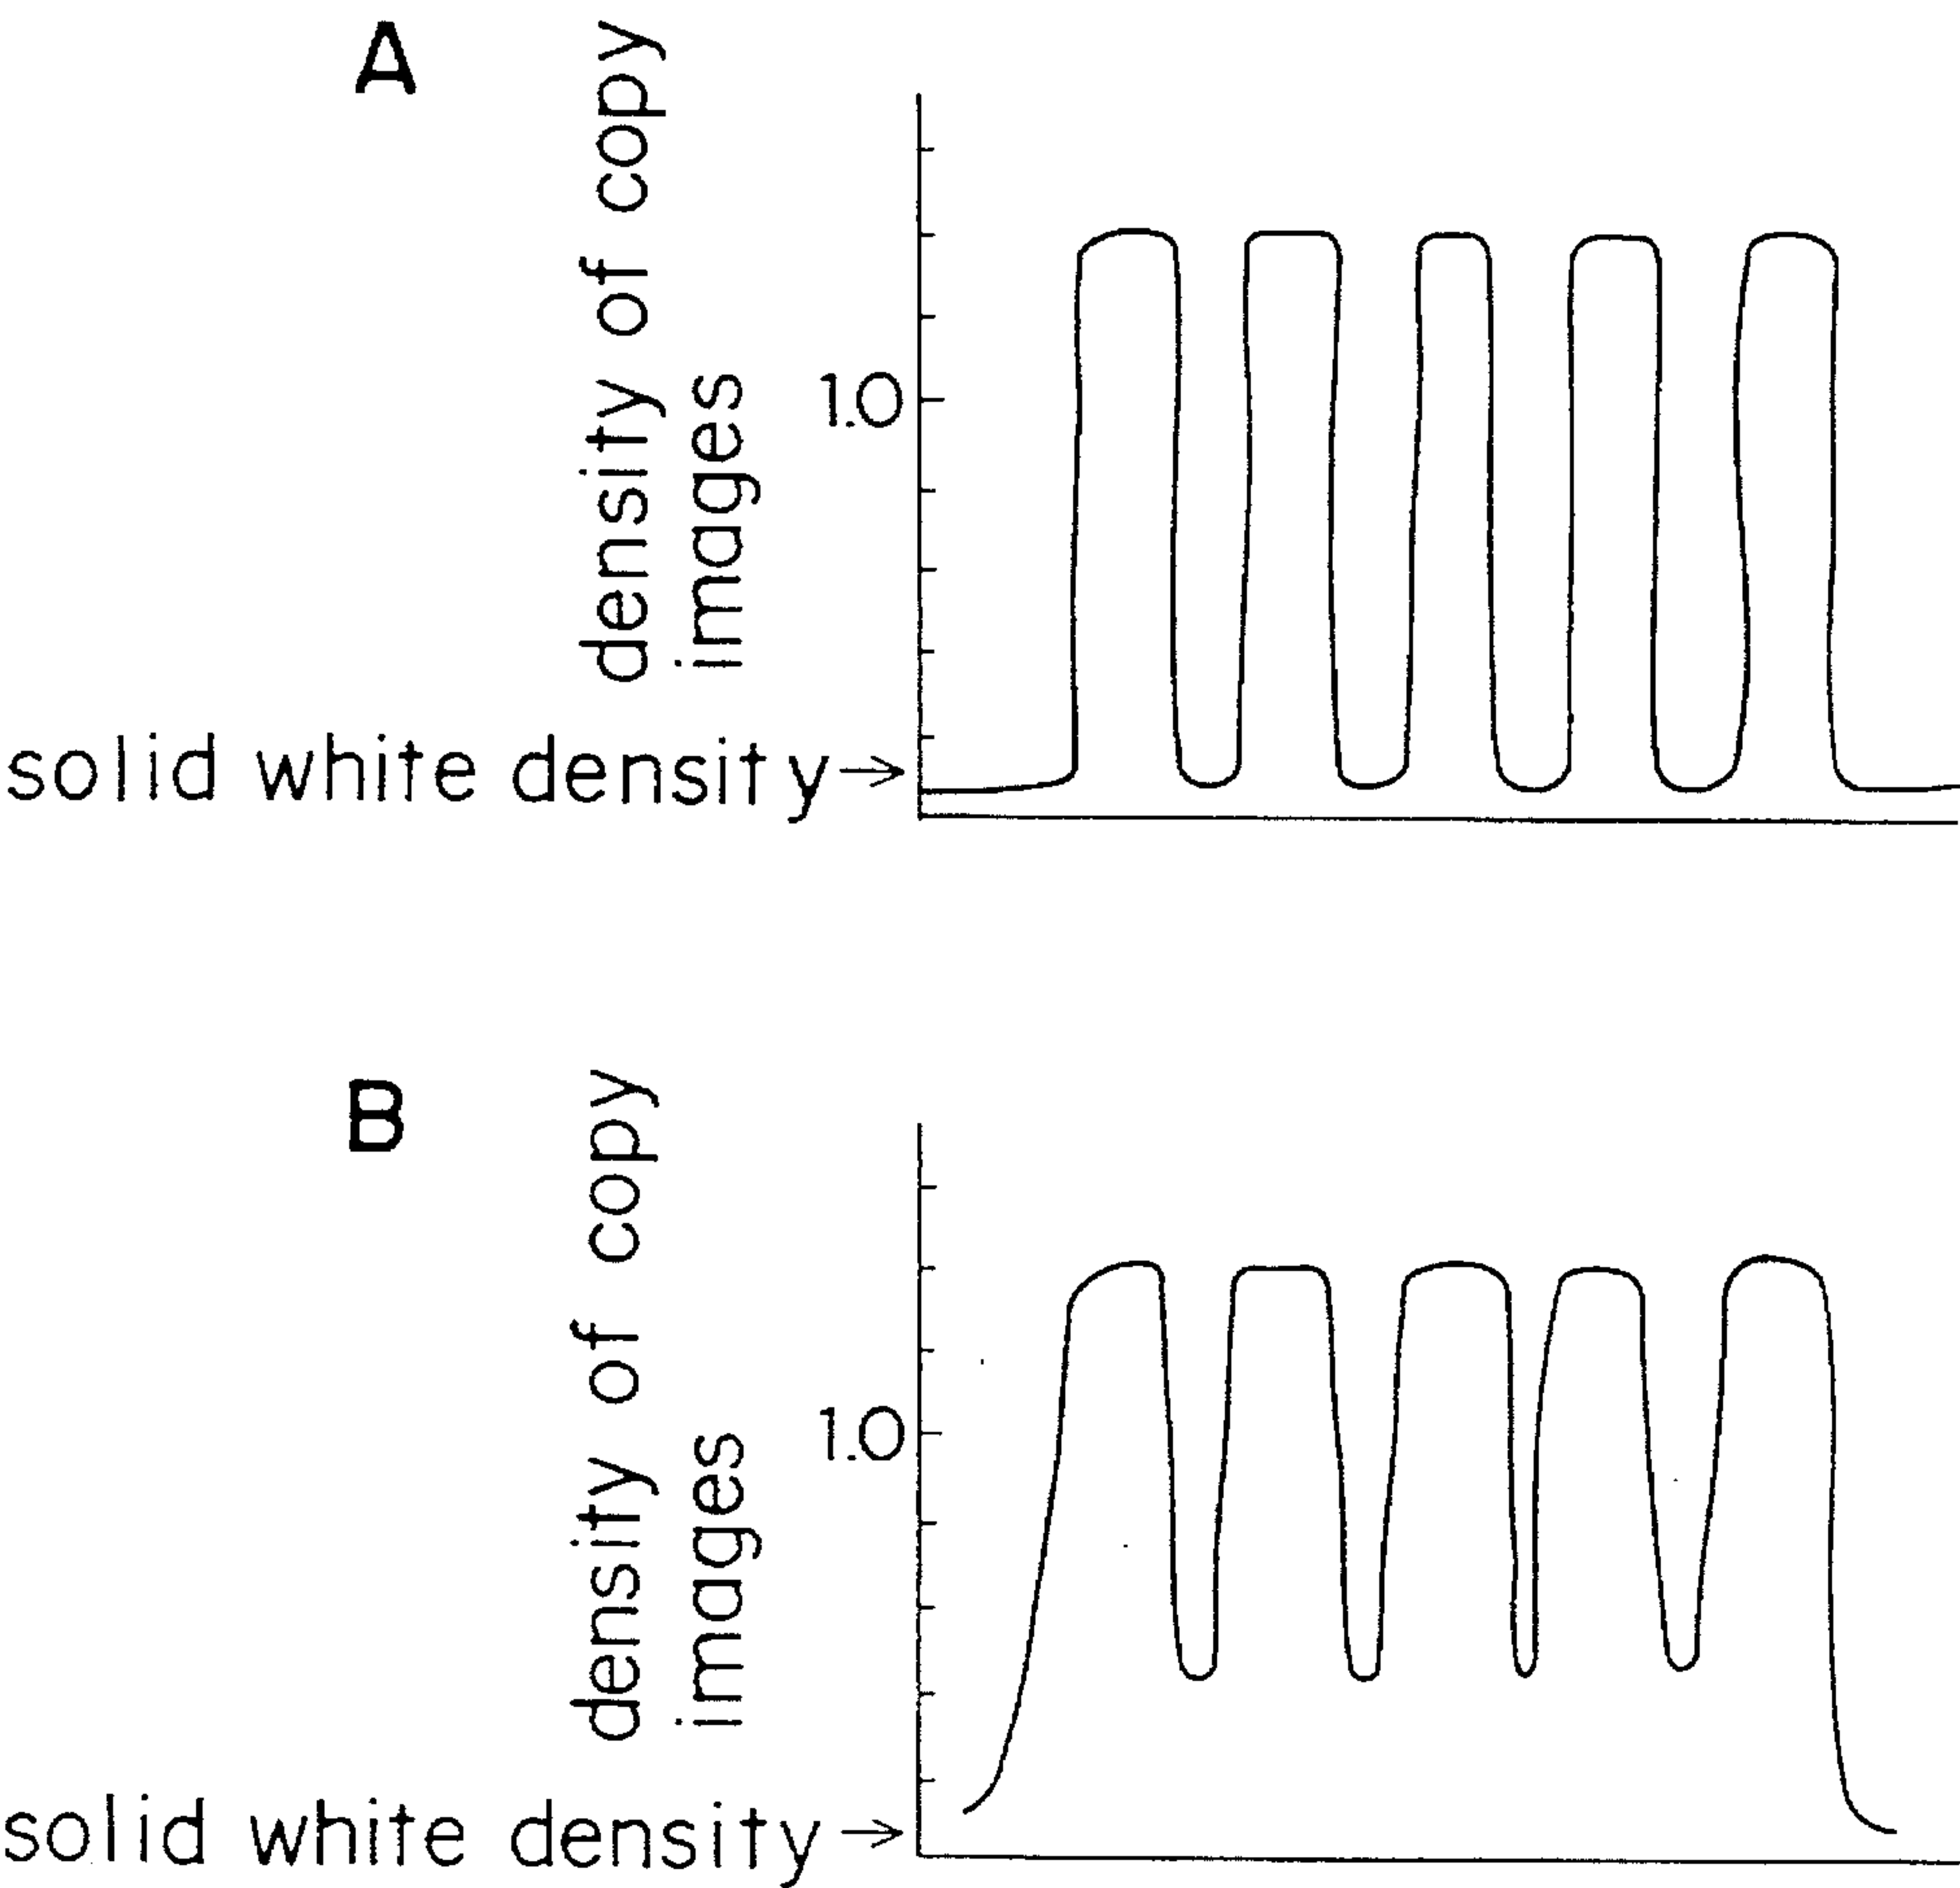 A
density of copy
images
1.0
solid white density
B
density of copy
images
1.0
solid white density